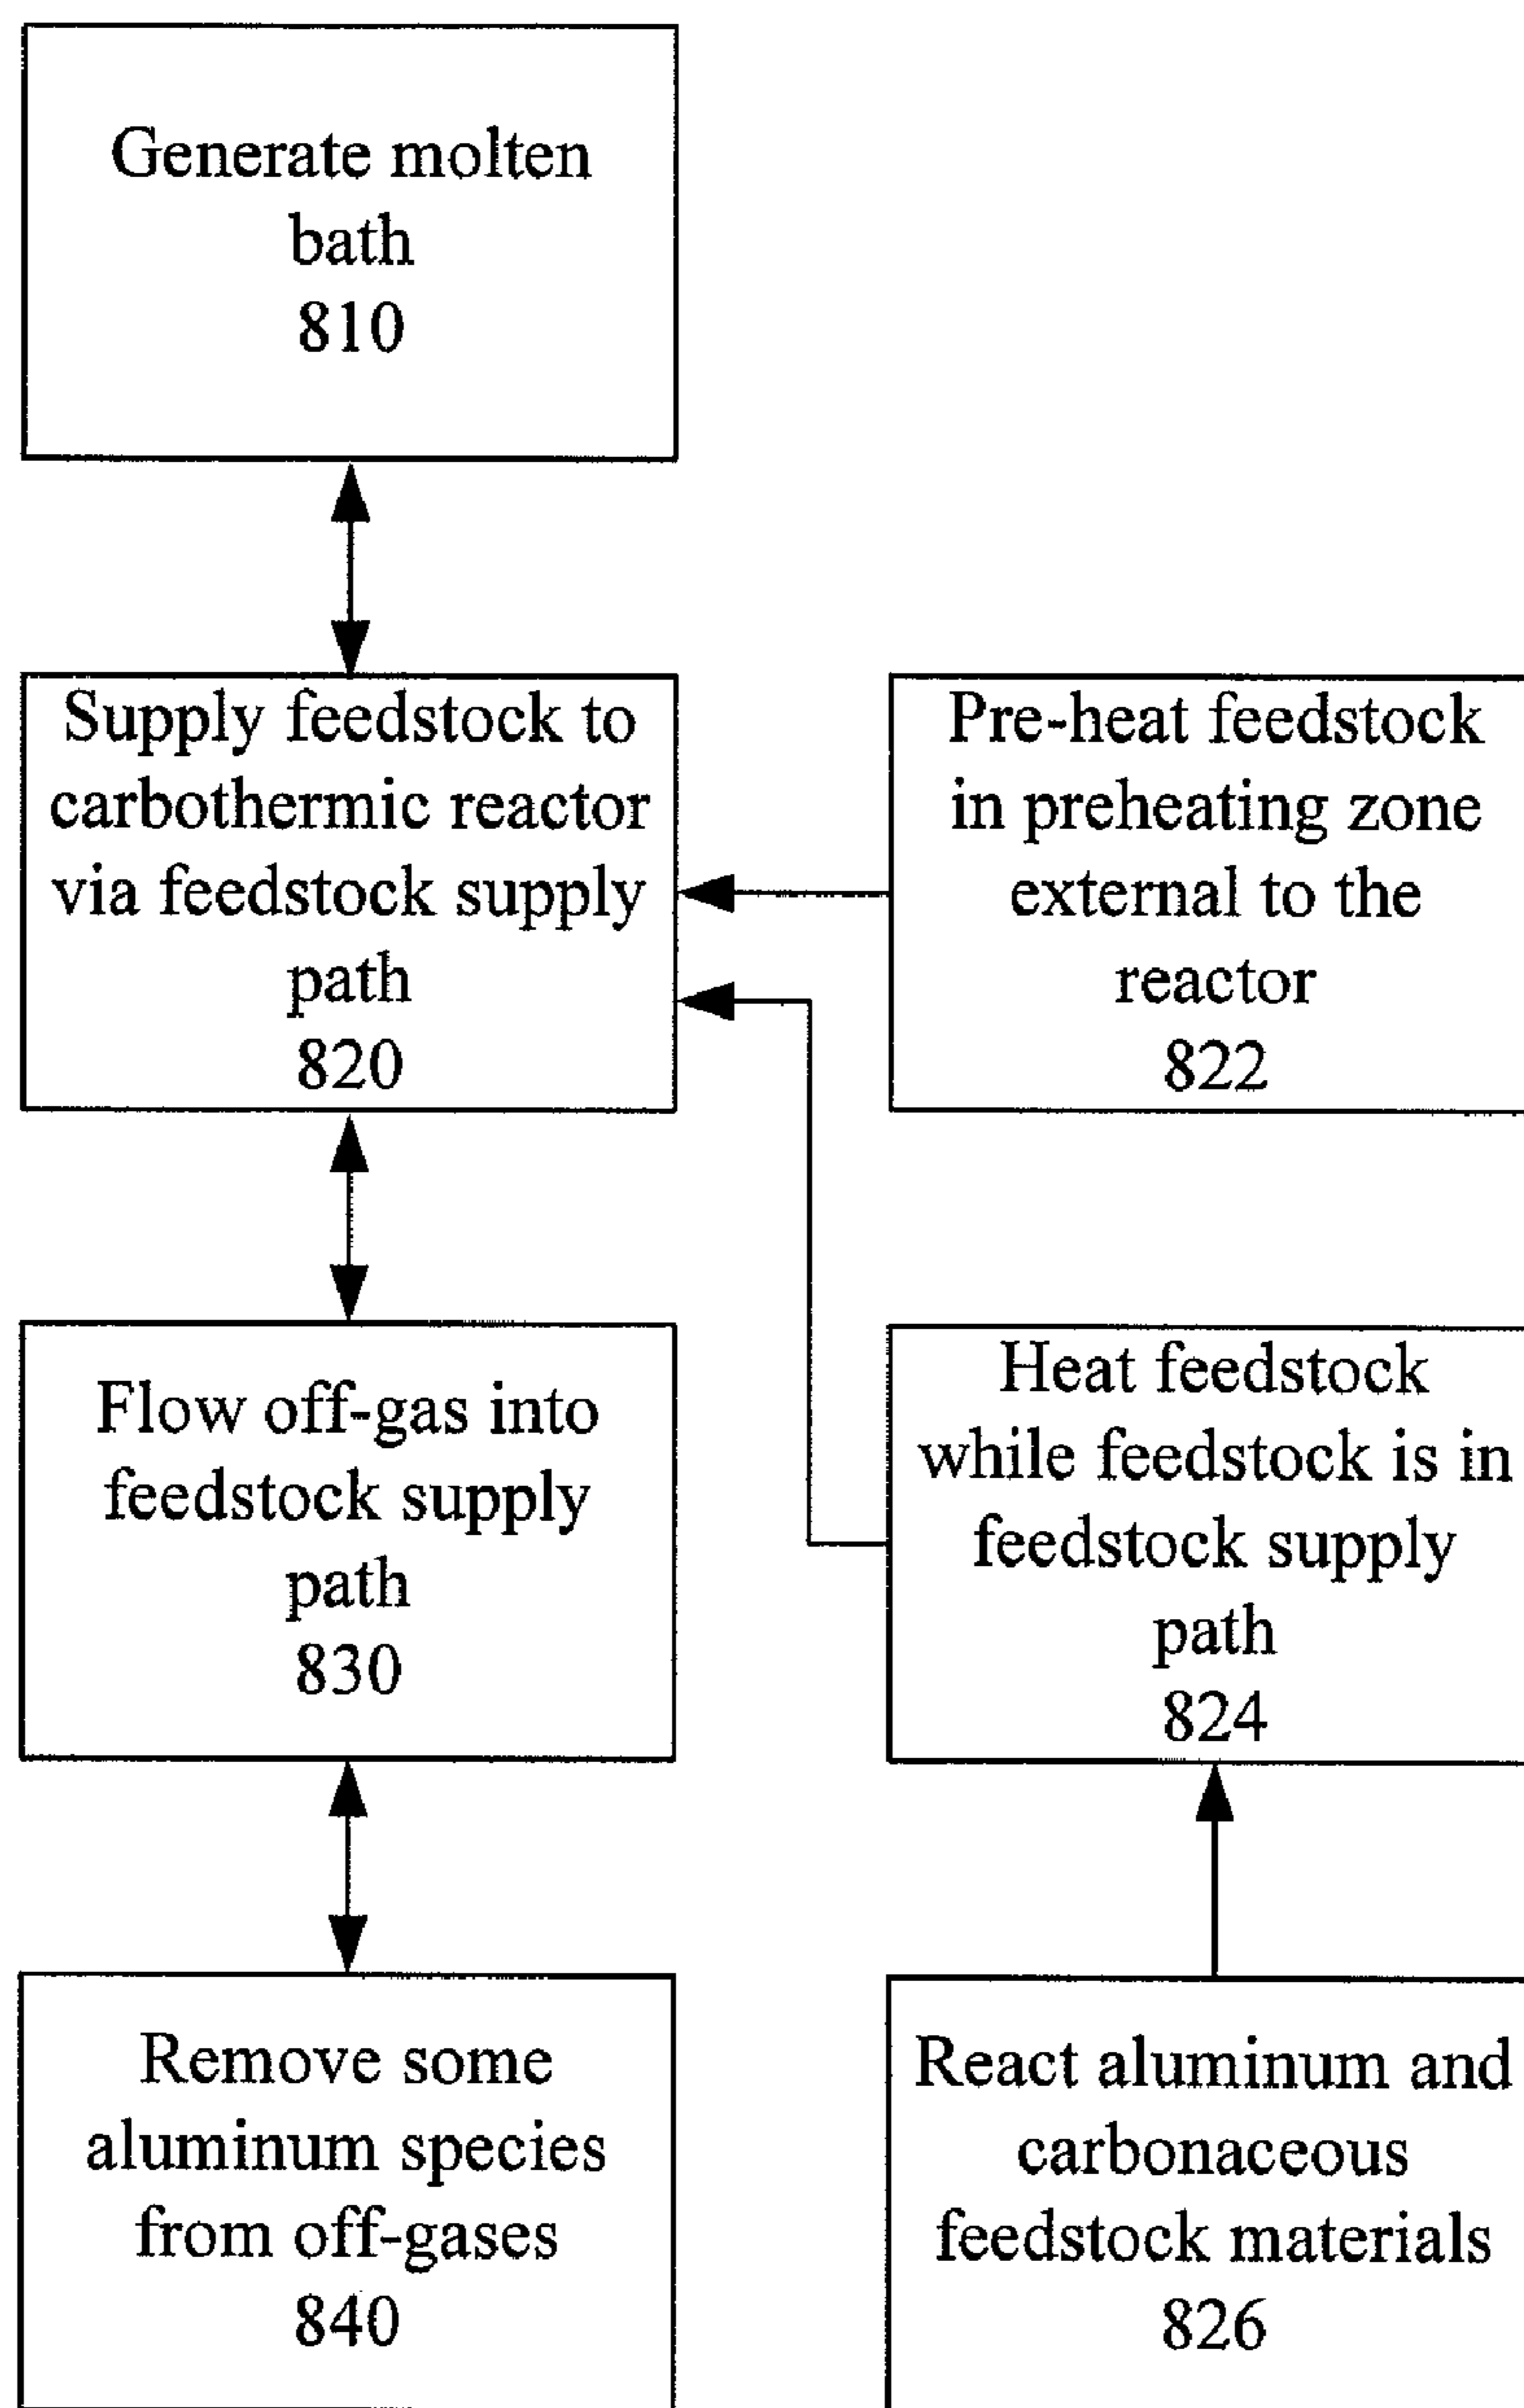 Generate molten
bath
810
Supply feedstock to
carbothermic reactor
via feedstock supply
path
820
Pre-heat feedstock
in preheating zone
external to the
reactor
822
Flow off-gas into
feedstock supply
path
830
Heat feedstock
while feedstock is in
feedstock supply
path
824
Remove some
aluminum species
from off-gases
840
React aluminum and
carbonaceous
feedstock materials
826